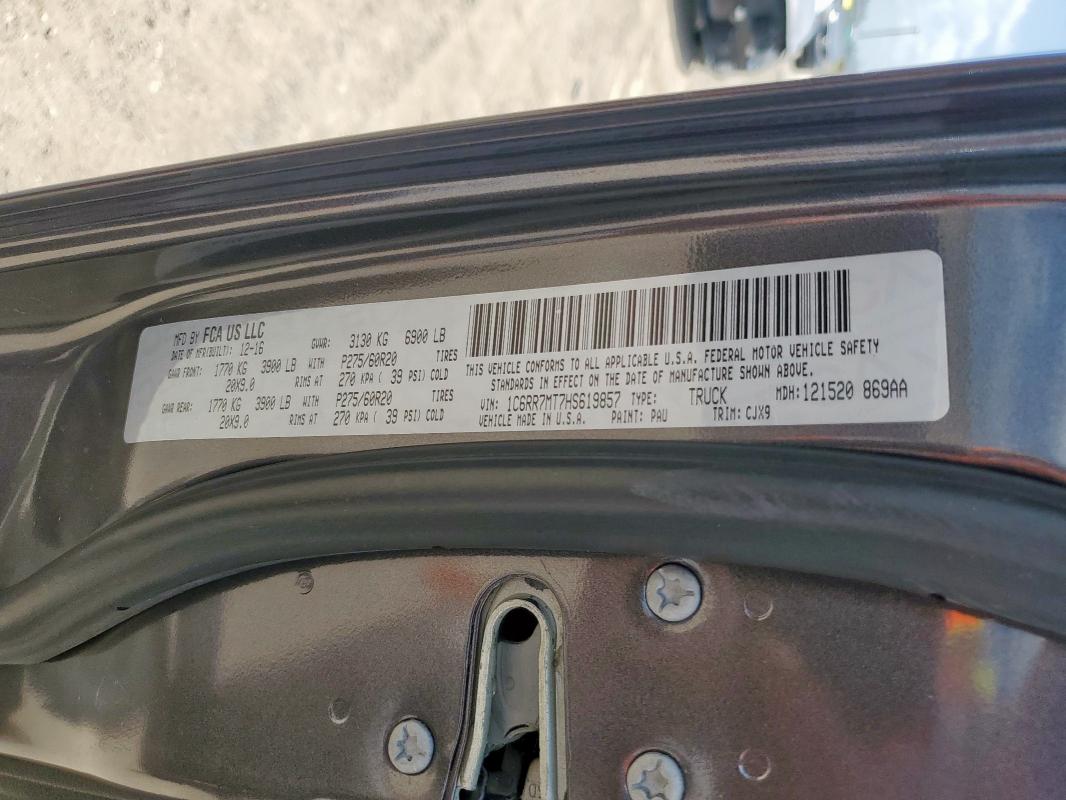 MFD BY FCA US LLC
DATE OF MFR(BUILT): 12-16 GVWR: 3130 KG 6900 LB
GAWR FRONT: 1770 KG 3900 LB WITH P275/60R20 TIRES
20X9.0 RIMS AT 270 KPA ( 39 PSI) COLD
GAWR REAR: 1770 KG 3900 LB WITH P275/60R20 TIRES
20X9.0 RIMS AT 270 KPA ( 39 PSI) COLD
THIS VEHICLE CONFORMS TO ALL APPLICABLE U.S.A. FEDERAL MOTOR VEHICLE SAFETY
STANDARDS IN EFFECT ON THE DATE OF MANUFACTURE SHOWN ABOVE.
VIN: 1C6RR7MT7HS619857 TYPE: TRUCK MDH: 121520 869AA
VEHICLE MADE IN U.S.A. PAINT: PAU TRIM: CJX9